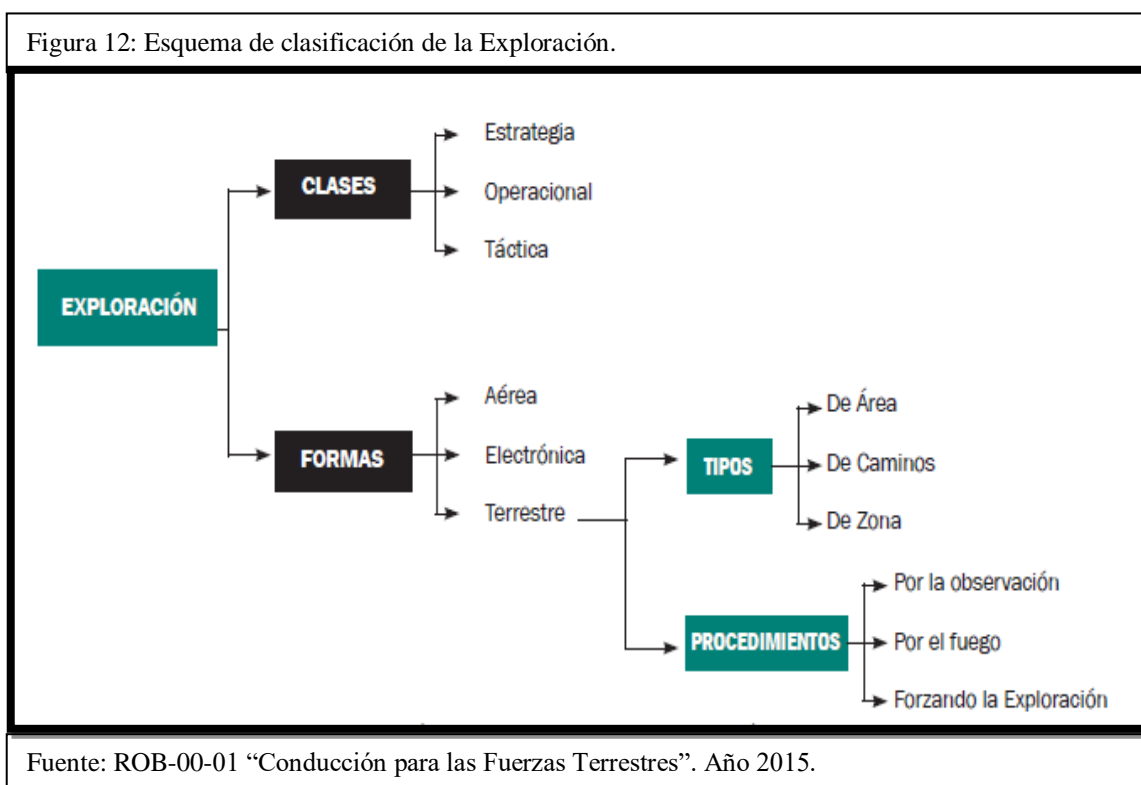 Figura 12: Esquema de clasificación de la Exploración.
EXPLORACIÓN
CLASES
Estrategia
Operacional
Táctica
FORMAS
Aérea
Electrónica
Terrestre
TIPOS
De Área
De Caminos
De Zona
PROCEDIMIENTOS
Por la observación
Por el fuego
Forzando la Exploración
Fuente: ROB-00-01 “Conducción para las Fuerzas Terrestres”. Año 2015.